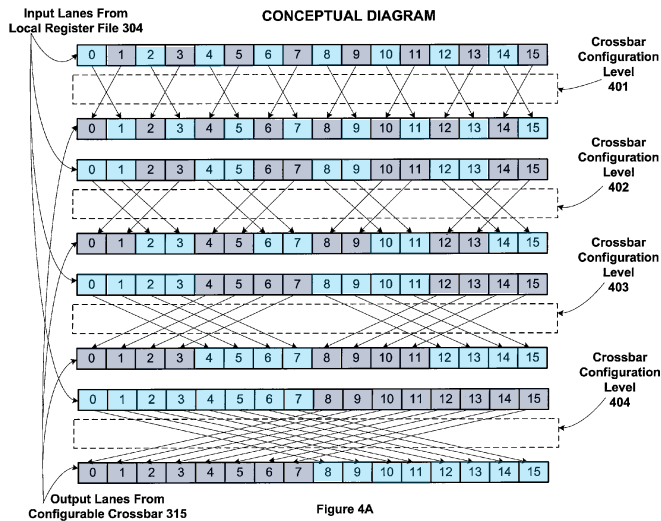 CONCEPTUAL DIAGRAM
Input Lanes From
Local Register File 304
0 1 2 3 4 5 6 7 8 9 10 11 12 13 14 15
Crossbar
Configuration
Level
401
0 1 2 3 4 5 6 7 8 9 10 11 12 13 14 15
0 1 2 3 4 5 6 7 8 9 10 11 12 13 14 15
Crossbar
Configuration
Level
402
0 1 2 3 4 5 6 7 8 9 10 11 12 13 14 15
0 1 2 3 4 5 6 7 8 9 10 11 12 13 14 15
Crossbar
Configuration
Level
403
0 1 2 3 4 5 6 7 8 9 10 11 12 13 14 15
0 1 2 3 4 5 6 7 8 9 10 11 12 13 14 15
Crossbar
Configuration
Level
404
0 1 2 3 4 5 6 7 8 9 10 11 12 13 14 15
Output Lanes From
Configurable Crossbar 315
Figure 4A